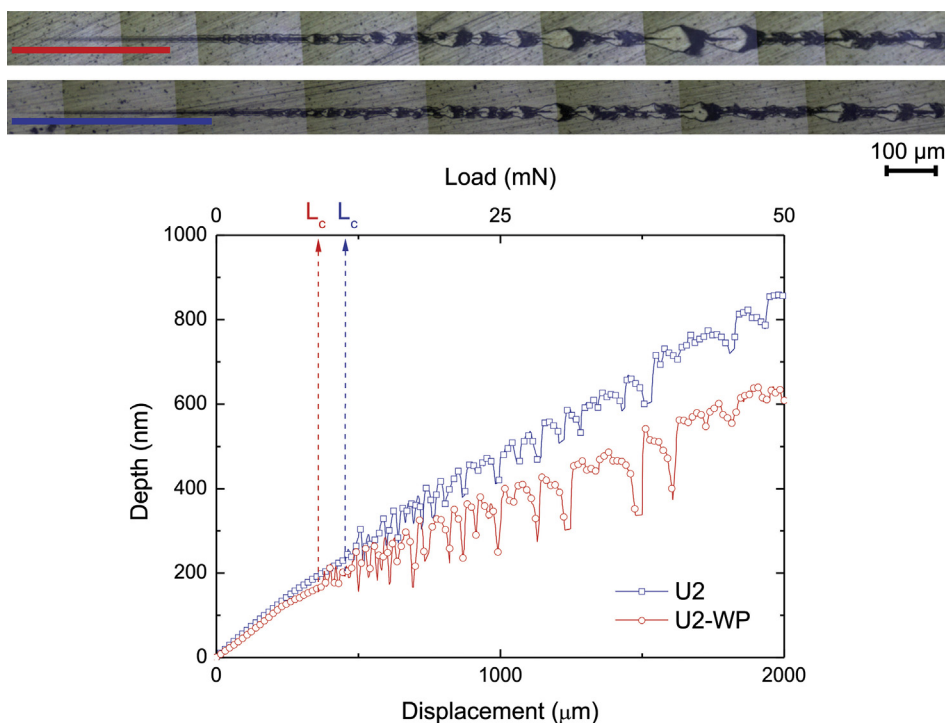 100 μm
Load (mN)
0 25 50
Lc Lc
1000
800
600
400
200
0
Depth (nm)
U2
U2-WP
0 1000 2000
Displacement (μm)